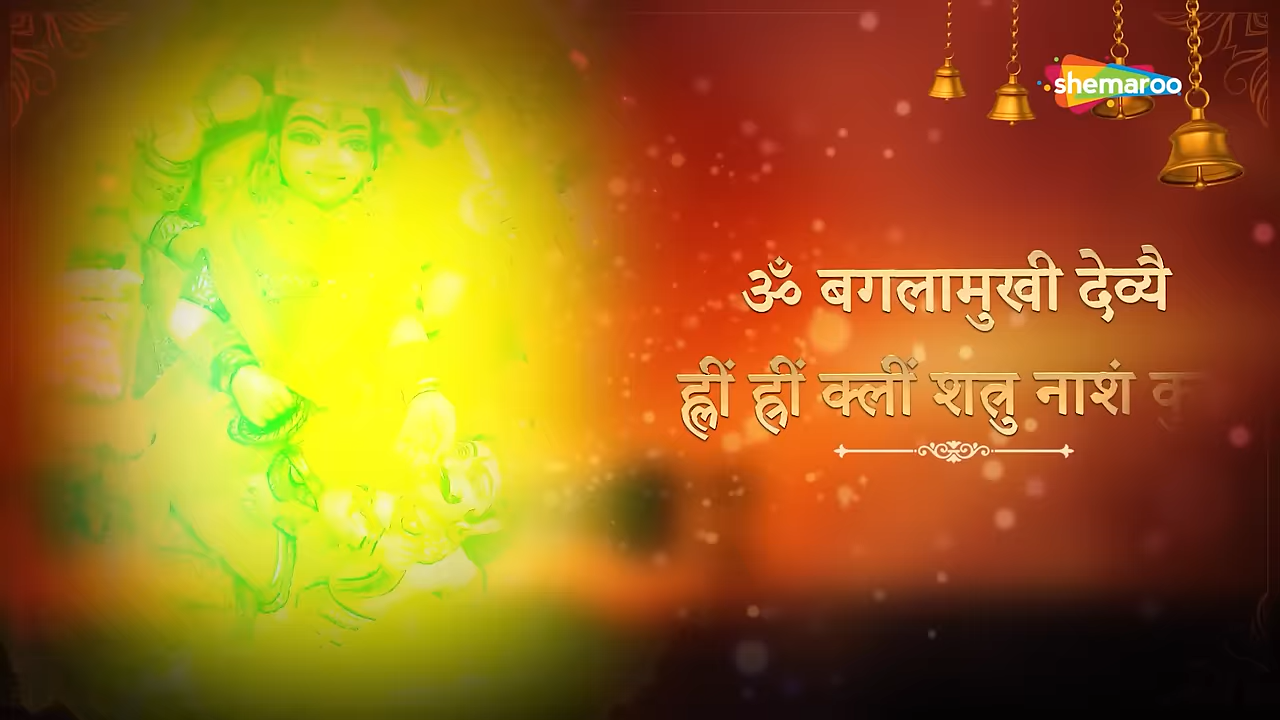 shemaroo
ॐ बगलामुखी देव्यै
ह्लीं ह्रीं क्लीं शत्रु नाशं